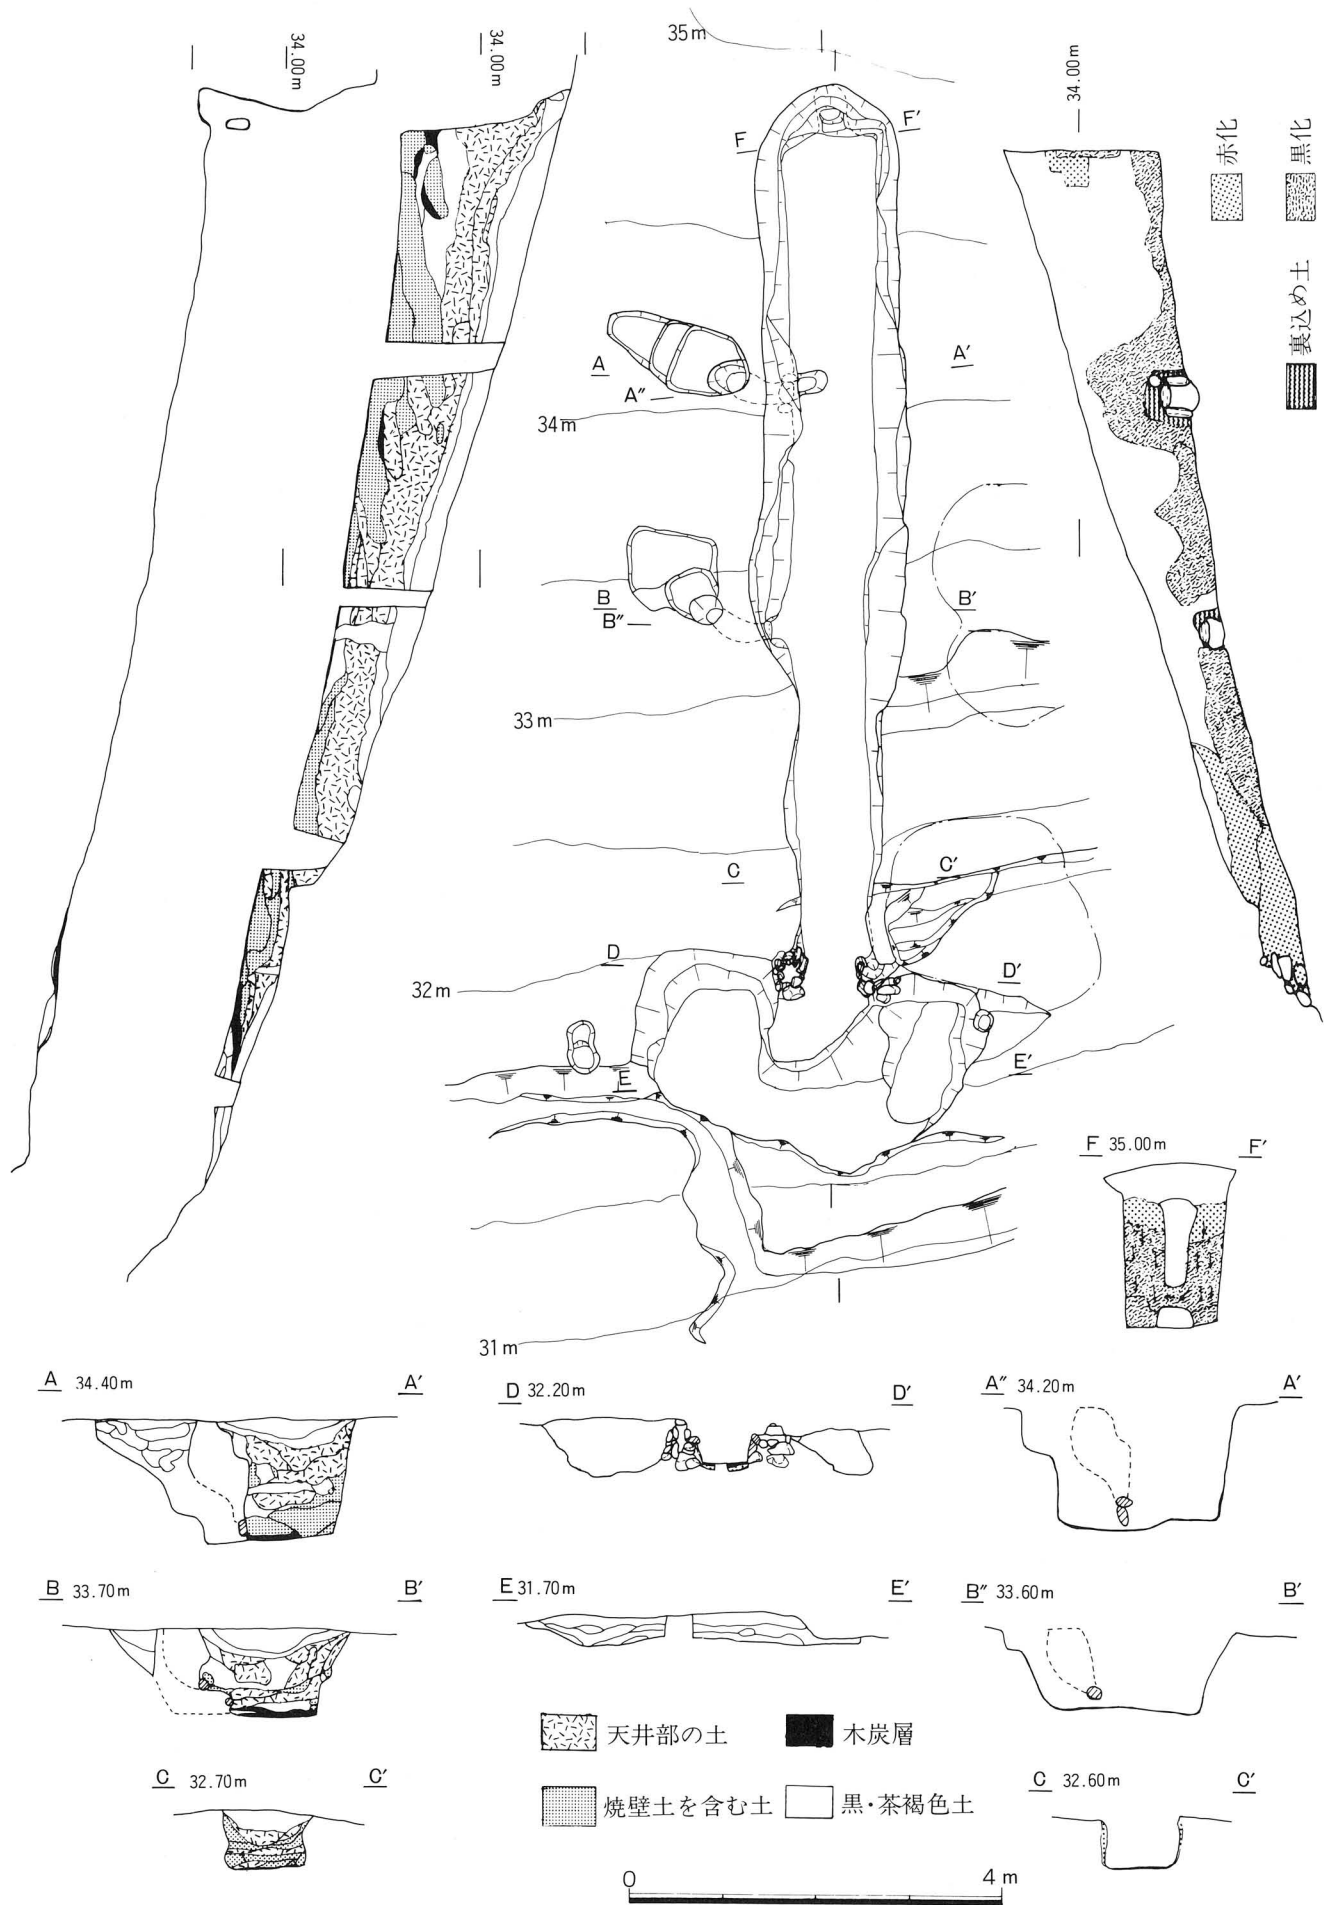 35m
34.00m
34.00m
34.00m
赤化
黒化
裏込め土
F
F′
A
A′
A″
34m
B
B′
B″
33m
C
C′
D
D′
32m
E
E′
31m
F 35.00m F′
A 34.40m A′
D 32.20m D′
A″ 34.20m A′
B 33.70m B′
E 31.70m E′
B″ 33.60m B′
天井部の土
木炭層
C 32.70m C′
焼壁土を含む土
黒・茶褐色土
C 32.60m C′
0 4m